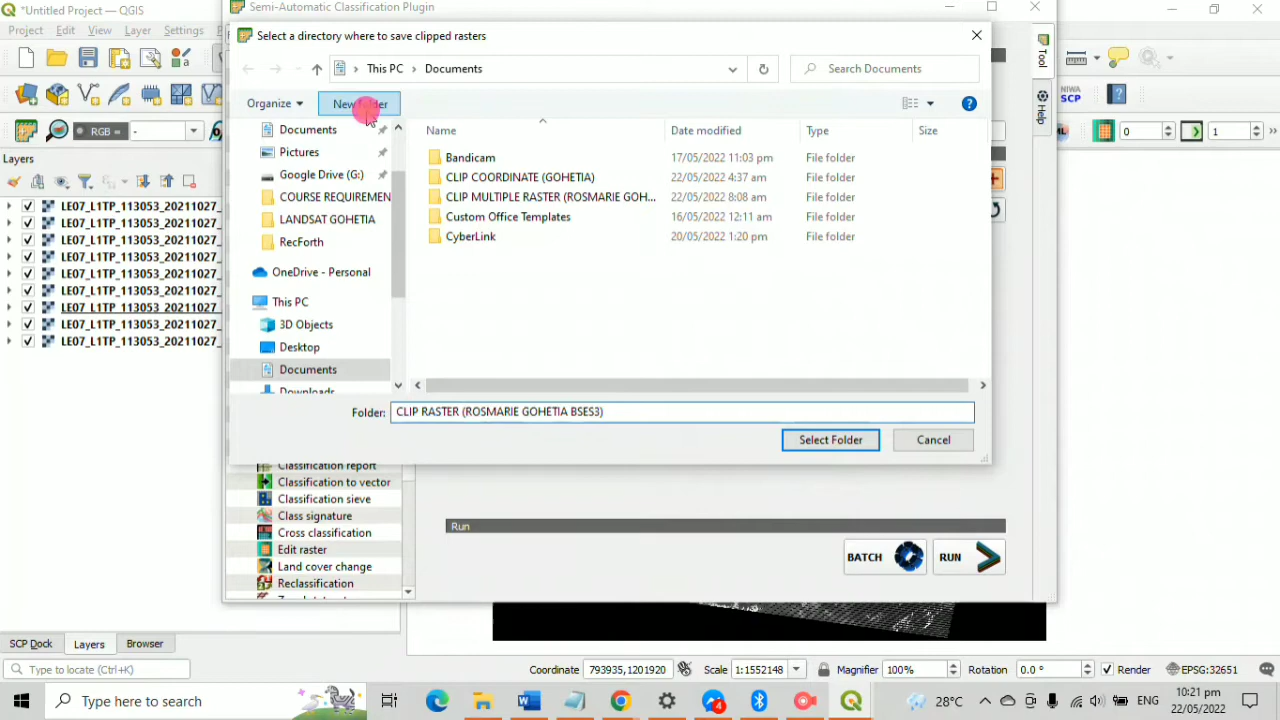 *Untitled Project — QGIS
Semi-Automatic Classification Plugin
Project Edit View Layer Settings
Select a directory where to save clipped rasters
This PC Documents
Search Documents
Organize New folder
RGB = -
0 1
Tool
Help
NIWA
SCP
Layers
LE07_L1TP_113053_20211027_
LE07_L1TP_113053_20211027_
LE07_L1TP_113053_20211027_
LE07_L1TP_113053_20211027_
LE07_L1TP_113053_20211027_
LE07_L1TP_113053_20211027_
LE07_L1TP_113053_20211027_
LE07_L1TP_113053_20211027_
LE07_L1TP_113053_20211027_
Documents
Pictures
Google Drive (G:)
COURSE REQUIREMEN
LANDSAT GOHETIA
RecForth
OneDrive - Personal
This PC
3D Objects
Desktop
Documents
Downloads
Name Date modified Type Size
Bandicam 17/05/2022 11:03 pm File folder
CLIP COORDINATE (GOHETIA) 22/05/2022 4:37 am File folder
CLIP MULTIPLE RASTER (ROSMARIE GOH... 22/05/2022 8:08 am File folder
Custom Office Templates 16/05/2022 12:11 am File folder
CyberLink 20/05/2022 1:20 pm File folder
Folder: CLIP RASTER (ROSMARIE GOHETIA BSES3)
Select Folder Cancel
Classification report
Classification to vector
Classification sieve
Class signature
Cross classification
Edit raster
Land cover change
Reclassification
Run
BATCH RUN
SCP Dock Layers Browser
Type to locate (Ctrl+K)
Coordinate 793935,1201920 Scale 1:1552148 Magnifier 100% Rotation 0.0 ° Render EPSG:32651
Type here to search
4
28°C ENG 10:21 pm
22/05/2022